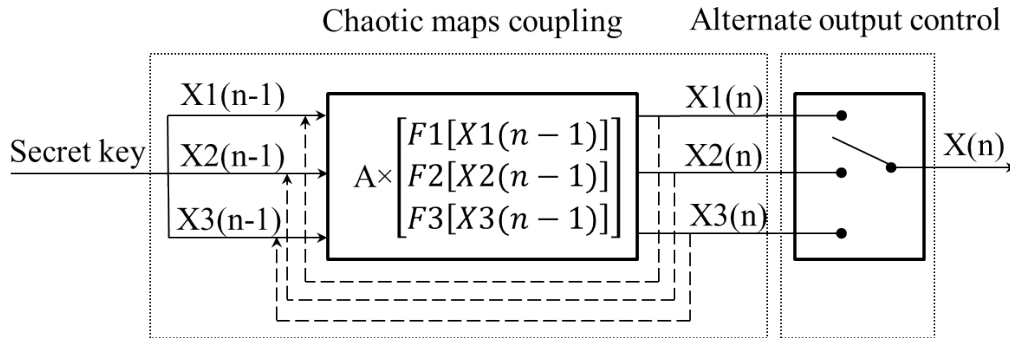 Chaotic maps coupling
Alternate output control
Secret key
X1(n-1)
X2(n-1)
X3(n-1)
A×
F1[X1(n − 1)]
F2[X2(n − 1)]
F3[X3(n − 1)]
X1(n)
X2(n)
X3(n)
X(n)